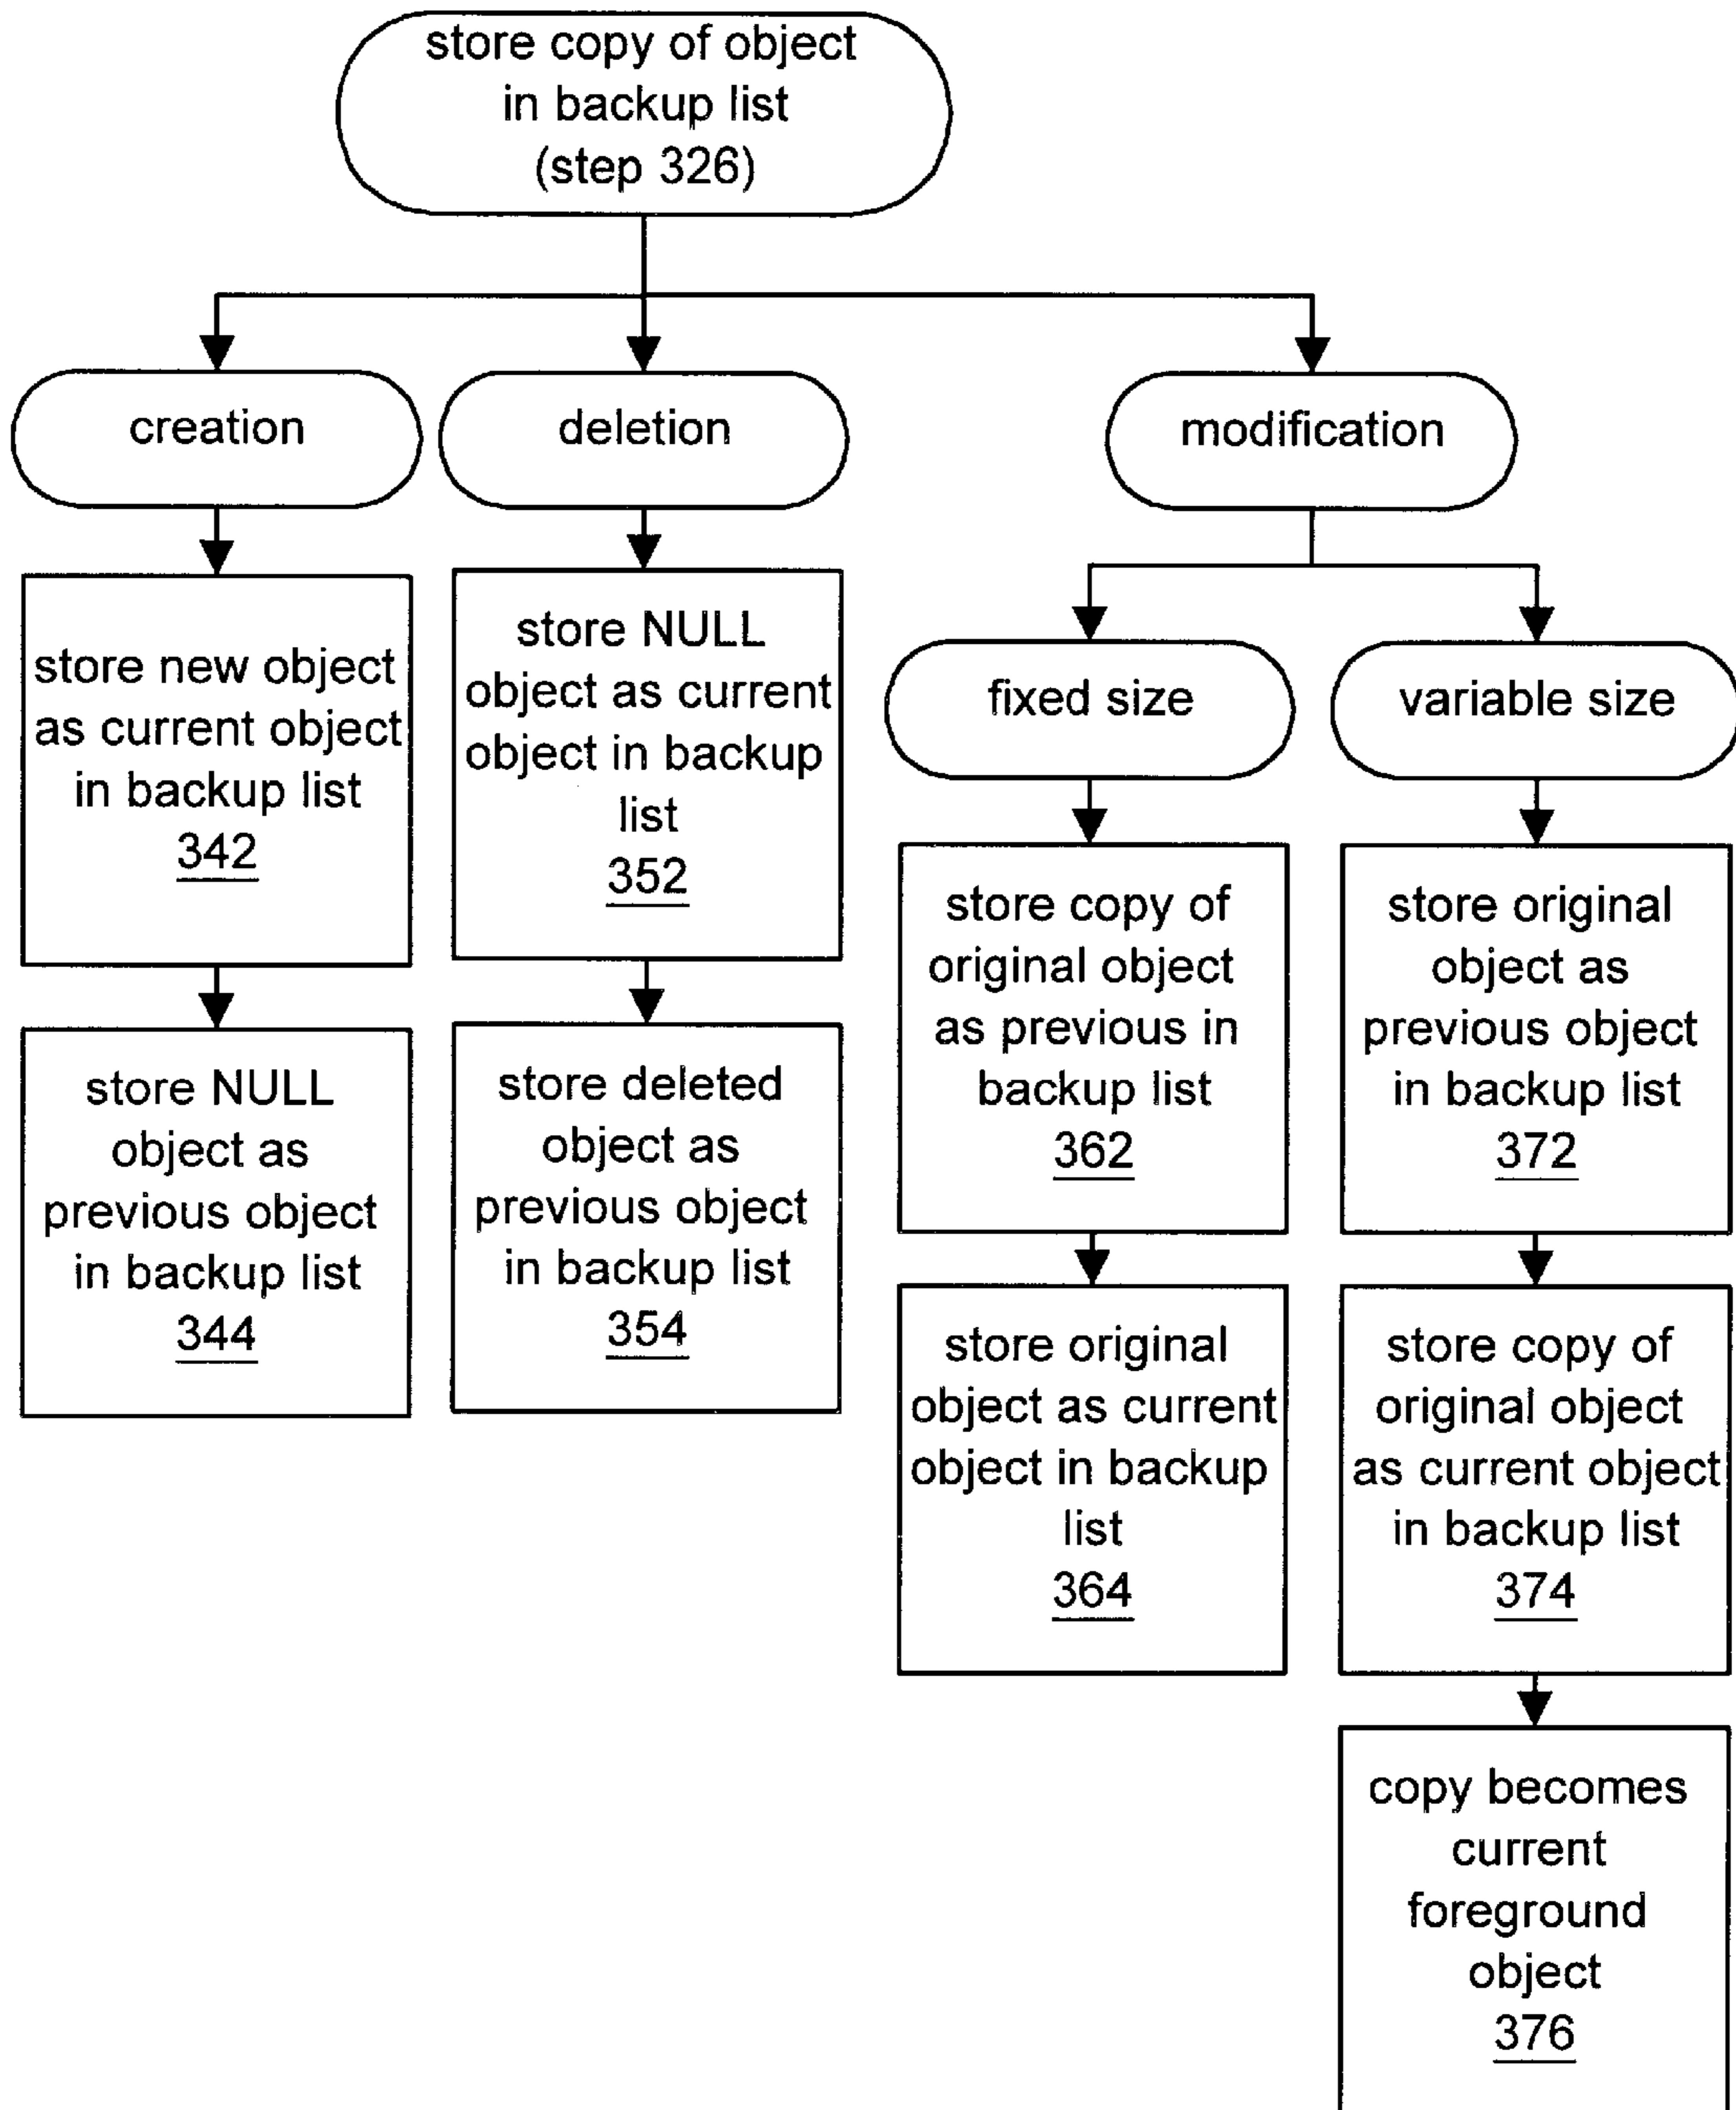 store copy of object
in backup list
(step 326)
creation
deletion
modification
store new object
as current object
in backup list
342
store NULL
object as current
object in backup
list
352
fixed size
variable size
store NULL
object as
previous object
in backup list
344
store deleted
object as
previous object
in backup list
354
store copy of
original object
as previous in
backup list
362
store original
object as
previous object
in backup list
372
store original
object as current
object in backup
list
364
store copy of
original object
as current object
in backup list
374
copy becomes
current
foreground
object
376